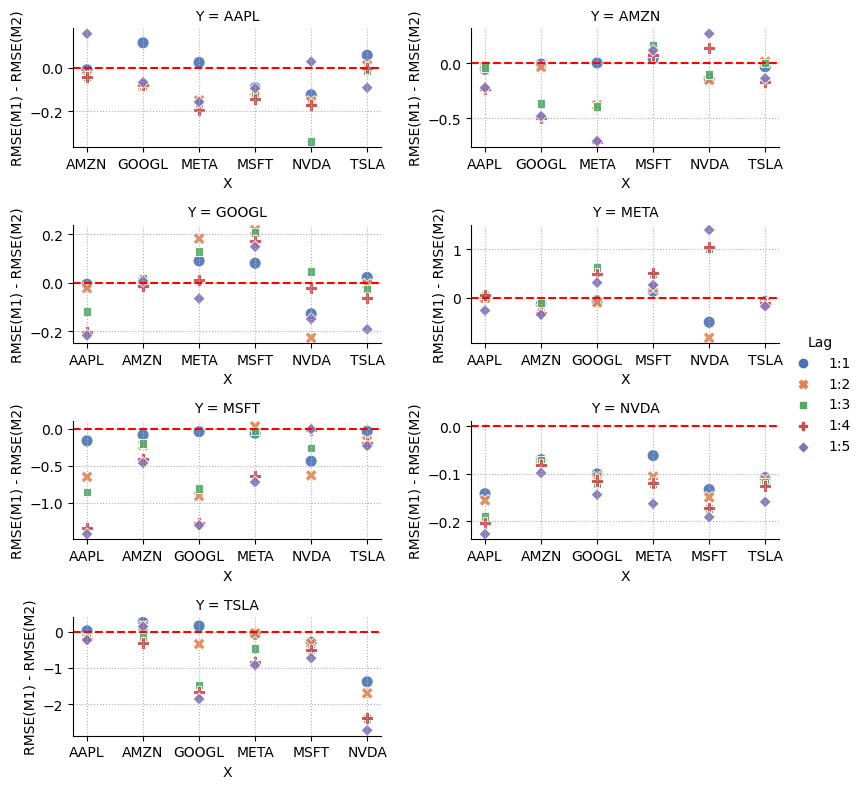 Y = AAPL
RMSE(M1) - RMSE(M2)
0.0
−0.2
AMZN GOOGL META MSFT NVDA TSLA
X
Y = AMZN
RMSE(M1) - RMSE(M2)
0.0
−0.5
AAPL GOOGL META MSFT NVDA TSLA
X
Y = GOOGL
RMSE(M1) - RMSE(M2)
0.2
0.0
−0.2
AAPL AMZN META MSFT NVDA TSLA
X
Y = META
RMSE(M1) - RMSE(M2)
1
0
AAPL AMZN GOOGL MSFT NVDA TSLA
X
Lag
1:1
1:2
1:3
1:4
1:5
Y = MSFT
RMSE(M1) - RMSE(M2)
0.0
−0.5
−1.0
AAPL AMZN GOOGL META NVDA TSLA
X
Y = NVDA
RMSE(M1) - RMSE(M2)
0.0
−0.1
−0.2
AAPL AMZN GOOGL META MSFT TSLA
X
Y = TSLA
RMSE(M1) - RMSE(M2)
0
−1
−2
AAPL AMZN GOOGL META MSFT NVDA
X